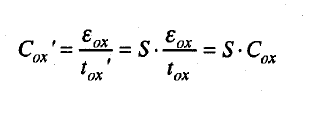 C_ox' = ε_ox / t_ox' = S · ε_ox / t_ox = S · C_ox